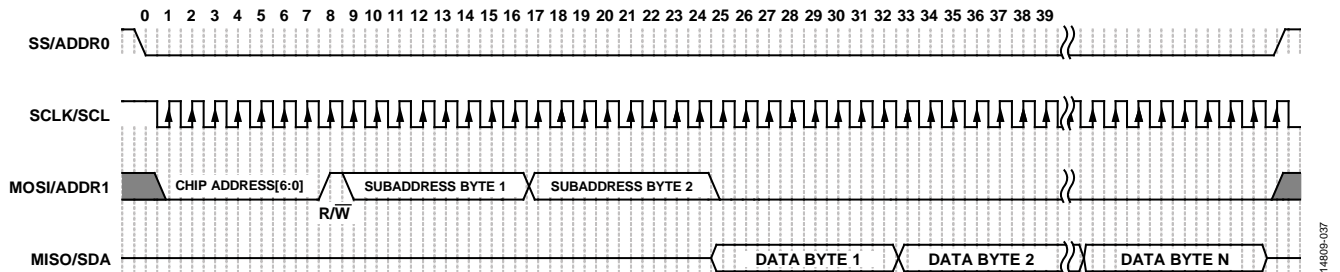 0 1 2 3 4 5 6 7 8 9 10 11 12 13 14 15 16 17 18 19 20 21 22 23 24 25 26 27 28 29 30 31 32 33 34 35 36 37 38 39
SS/ADDR0
SCLK/SCL
MOSI/ADDR1 CHIP ADDRESS[6:0] SUBADDRESS BYTE 1 SUBADDRESS BYTE 2
R/W̅
MISO/SDA DATA BYTE 1 DATA BYTE 2 DATA BYTE N
14809-037